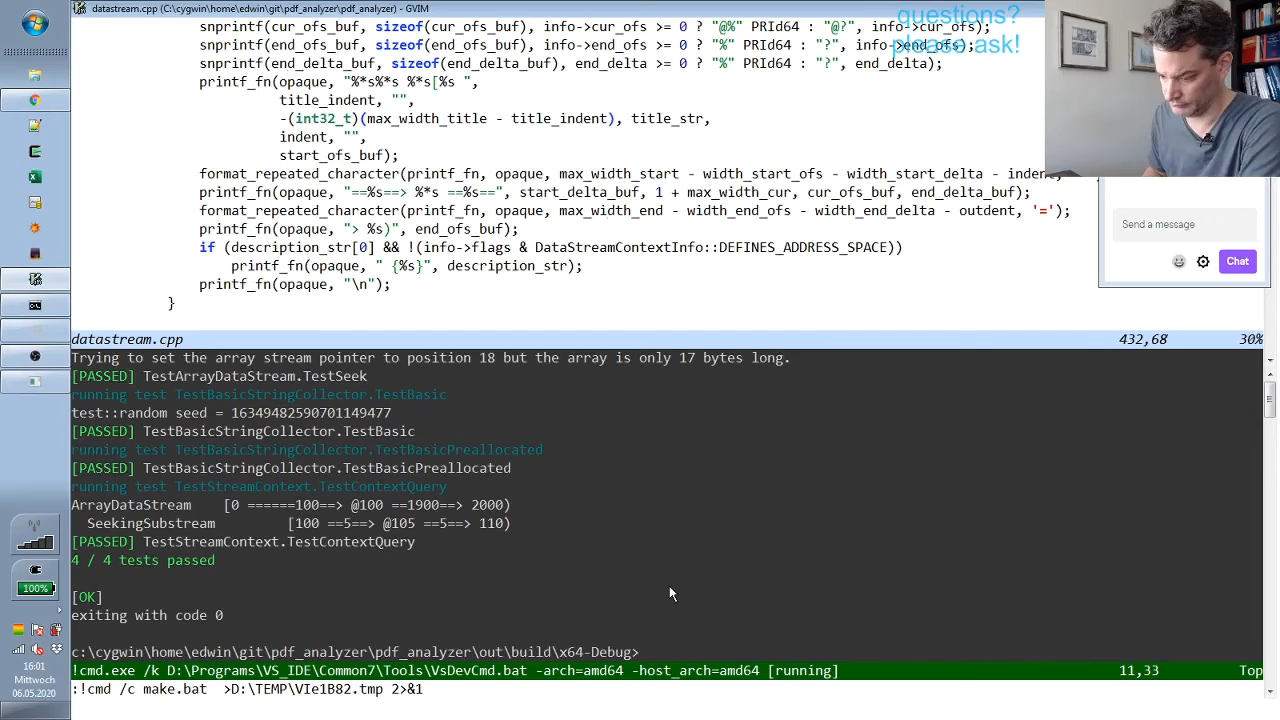 datastream.cpp (C:\cygwin\home\edwin\git\pdf_analyzer\pdf_analyzer) - GVIM
questions?
please ask!
snprintf(cur_ofs_buf, sizeof(cur_ofs_buf), info->cur_ofs >= 0 ? "@%" PRId64 : "@?", info->cur_ofs);
snprintf(end_ofs_buf, sizeof(end_ofs_buf), info->end_ofs >= 0 ? "%" PRId64 : "?", info->end_ofs);
snprintf(end_delta_buf, sizeof(end_delta_buf), end_delta >= 0 ? "%" PRId64 : "?", end_delta);
printf_fn(opaque, "%*s%*s %*s[%s ",
title_indent, "",
-(int32_t)(max_width_title - title_indent), title_str,
indent, "",
start_ofs_buf);
format_repeated_character(printf_fn, opaque, max_width_start - width_start_ofs - width_start_delta - indent,
printf_fn(opaque, "==%s==> %*s ==%s==", start_delta_buf, 1 + max_width_cur, cur_ofs_buf, end_delta_buf);
format_repeated_character(printf_fn, opaque, max_width_end - width_end_ofs - width_end_delta - outdent, '=');
printf_fn(opaque, "> %s)", end_ofs_buf);
if (description_str[0] && !(info->flags & DataStreamContextInfo::DEFINES_ADDRESS_SPACE))
printf_fn(opaque, " {%s}", description_str);
printf_fn(opaque, "\n");
}
Send a message
Chat
datastream.cpp 432,68 30%
Trying to set the array stream pointer to position 18 but the array is only 17 bytes long.
[PASSED] TestArrayDataStream.TestSeek
running test TestBasicStringCollector.TestBasic
test::random seed = 16349482590701149477
[PASSED] TestBasicStringCollector.TestBasic
running test TestBasicStringCollector.TestBasicPreallocated
[PASSED] TestBasicStringCollector.TestBasicPreallocated
running test TestStreamContext.TestContextQuery
ArrayDataStream [0 ======100==> @100 ==1900==> 2000)
SeekingSubstream [100 ==5==> @105 ==5==> 110)
[PASSED] TestStreamContext.TestContextQuery
4 / 4 tests passed
[OK]
exiting with code 0
c:\cygwin\home\edwin\git\pdf_analyzer\pdf_analyzer\out\build\x64-Debug>
!cmd.exe /k D:\Programs\VS_IDE\Common7\Tools\VsDevCmd.bat -arch=amd64 -host_arch=amd64 [running] 11,33 Top
:!cmd /c make.bat >D:\TEMP\VIe1B82.tmp 2>&1
100%
16:01
Mittwoch
06.05.2020